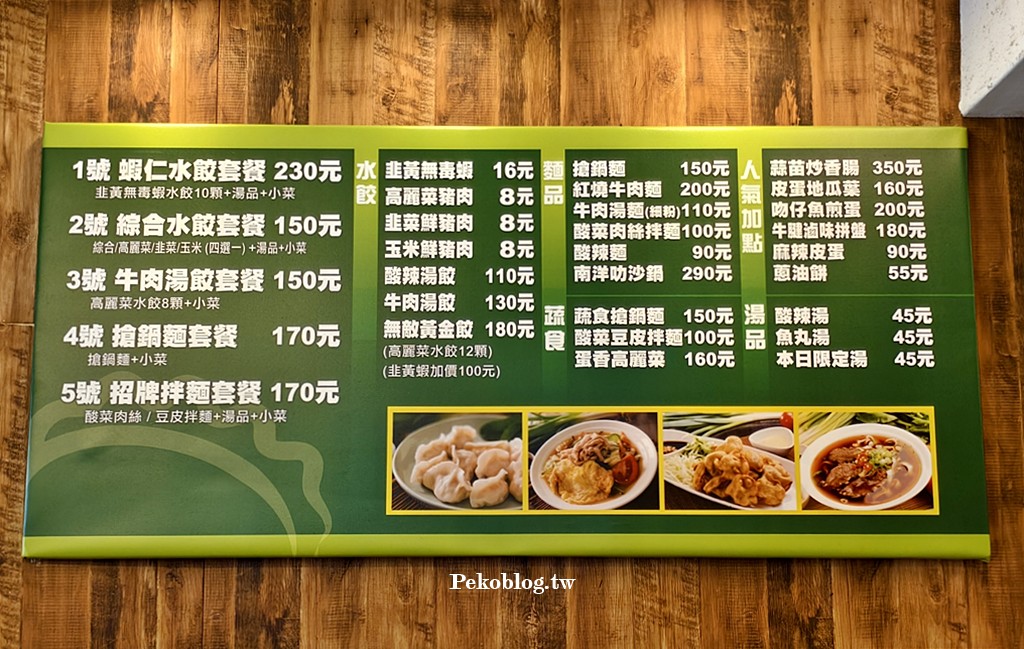 1號 蝦仁水餃套餐 230元
韭黃無毒蝦水餃10顆+湯品+小菜
2號 綜合水餃套餐 150元
綜合/高麗菜/韭菜/玉米 (四選一) +湯品+小菜
3號 牛肉湯餃套餐 150元
高麗菜水餃8顆+小菜
4號 搶鍋麵套餐 170元
搶鍋麵+小菜
5號 招牌拌麵套餐 170元
酸菜肉絲 / 豆皮拌麵+湯品+小菜
水餃
韭黃無毒蝦 16元
高麗菜豬肉 8元
韭菜鮮豬肉 8元
玉米鮮豬肉 8元
酸辣湯餃 110元
牛肉湯餃 130元
無敵黃金餃 180元
(高麗菜水餃12顆)
(韭黃蝦加價100元)
麵品
搶鍋麵 150元
紅燒牛肉麵 200元
牛肉湯麵(細粉)110元
酸菜肉絲拌麵100元
酸辣麵 90元
南洋叻沙鍋 290元
蔬食
蔬食搶鍋麵 150元
酸菜豆皮拌麵100元
蛋香高麗菜 160元
人氣加點
蒜苗炒香腸 350元
皮蛋地瓜葉 160元
吻仔魚煎蛋 200元
牛腱滷味拼盤 180元
麻辣皮蛋 90元
蔥油餅 55元
湯品
酸辣湯 45元
魚丸湯 45元
本日限定湯 45元
Pekoblog.tw